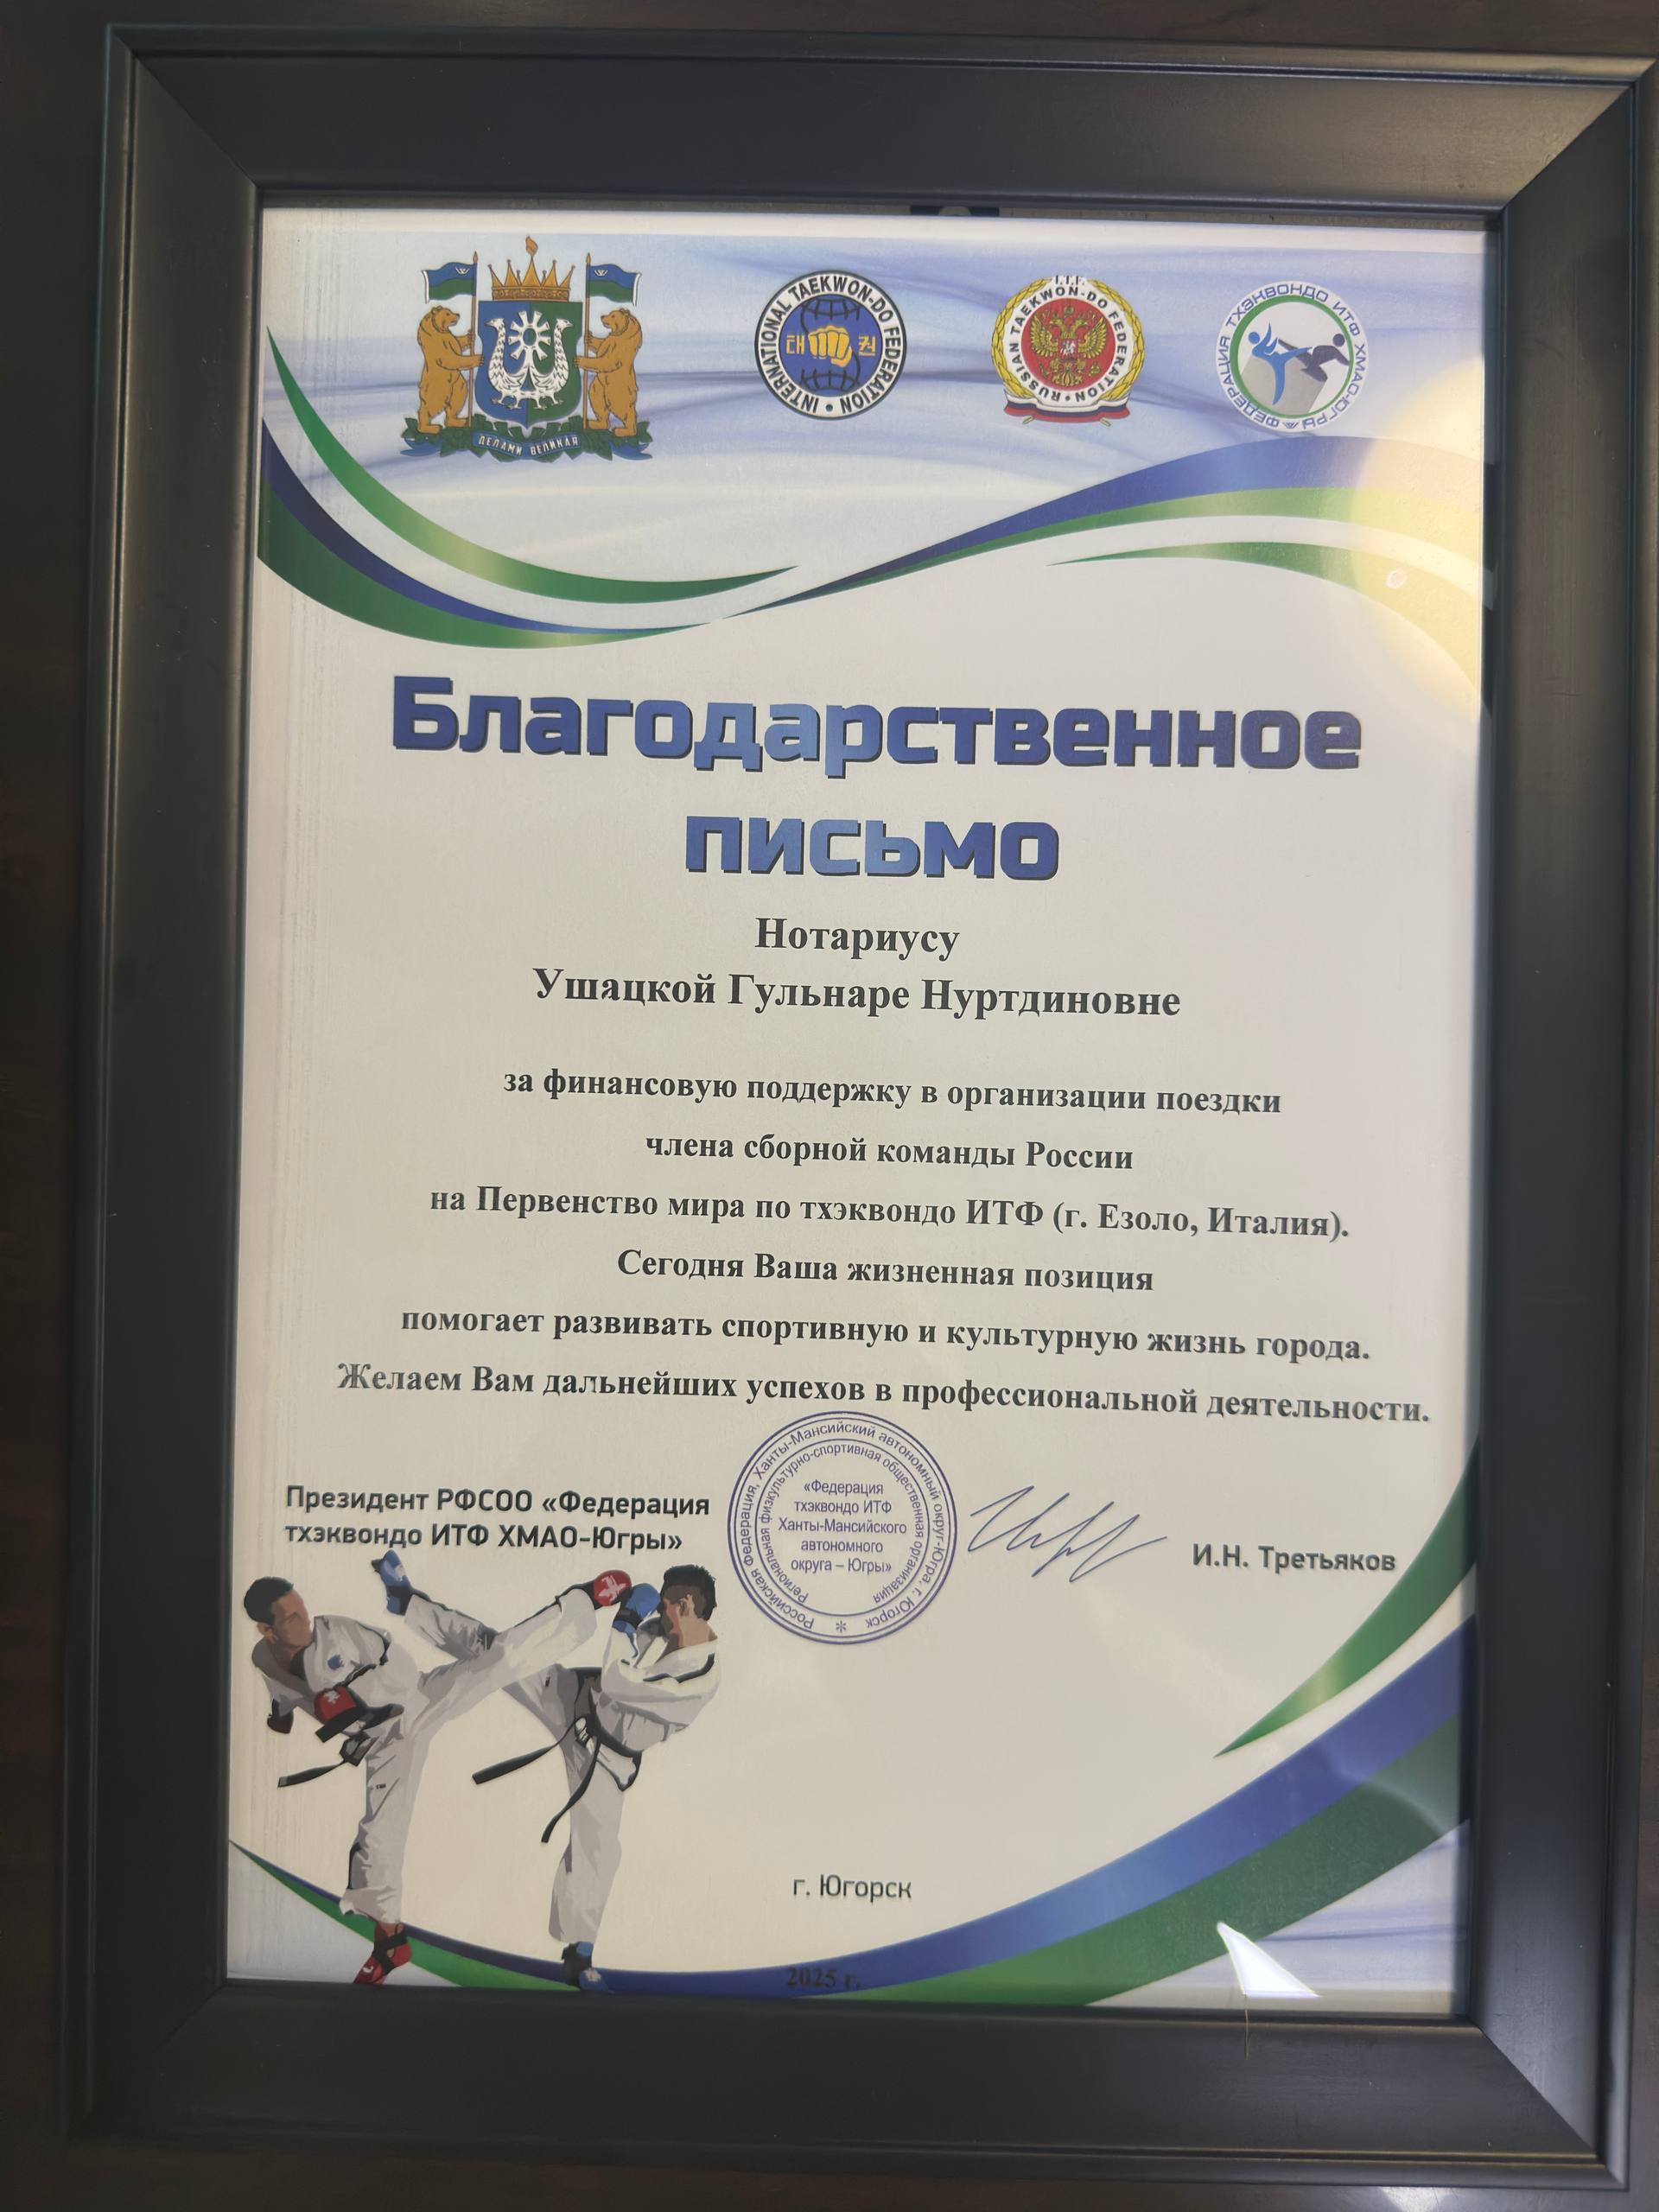 ДЕЛАМИ ВЕЛИКАЯ
INTERNATIONAL TAEKWON-DO FEDERATION
태 권
I.T.F.
RUSSIAN TAEKWON-DO FEDERATION
ФЕДЕРАЦИЯ ТХЭКВОНДО ИТФ ХМАО-ЮГРЫ
Благодарственное
письмо
Нотариусу
Ушацкой Гульнаре Нуртдиновне
за финансовую поддержку в организации поездки
члена сборной команды России
на Первенство мира по тхэквондо ИТФ (г. Езоло, Италия).
Сегодня Ваша жизненная позиция
помогает развивать спортивную и культурную жизнь города.
Желаем Вам дальнейших успехов в профессиональной деятельности.
Президент РФСОО «Федерация
тхэквондо ИТФ ХМАО-Югры»
Российская Федерация, Ханты-Мансийский автономный округ-Югра, г. Югорск
Региональная физкультурно-спортивная общественная организация
«Федерация
тхэквондо ИТФ
Ханты-Мансийского
автономного
округа – Югры»
И.Н. Третьяков
г. Югорск
2025 г.